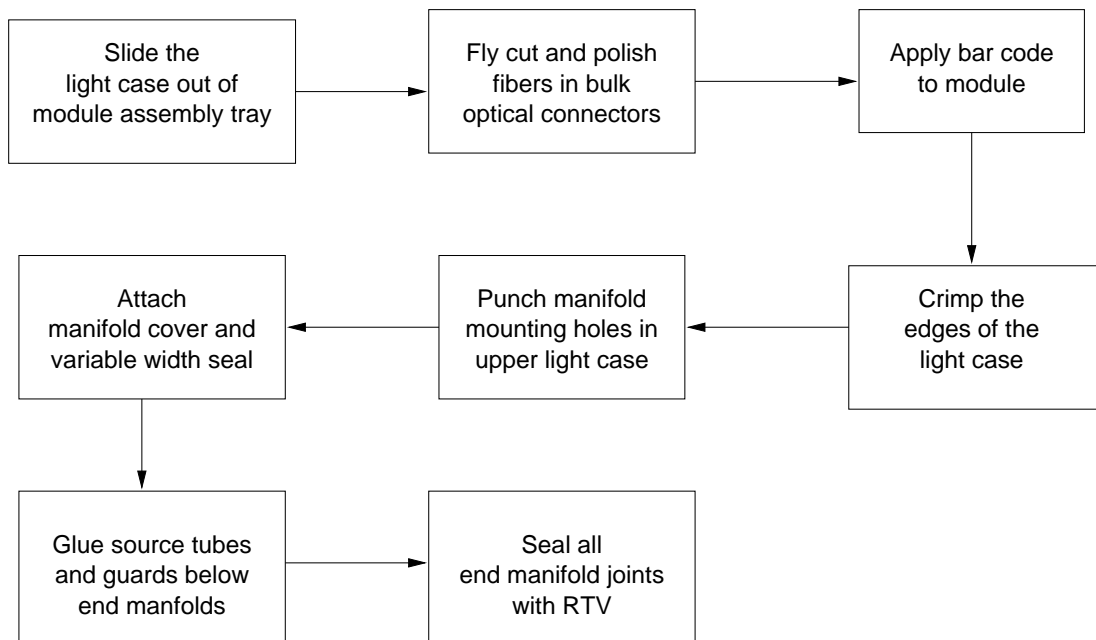 Slide the
light case out of
module assembly tray
Fly cut and polish
fibers in bulk
optical connectors
Apply bar code
to module
Crimp the
edges of the
light case
Punch manifold
mounting holes in
upper light case
Attach
manifold cover and
variable width seal
Glue source tubes
and guards below
end manfolds
Seal all
end manifold joints
with RTV